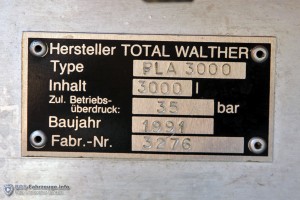 Hersteller TOTAL WALTHER
Type PLA 3000
Inhalt 3000 l
Zul. Betriebs-
überdruck: 35 bar
Baujahr 1991
Fabr.-Nr. 3276